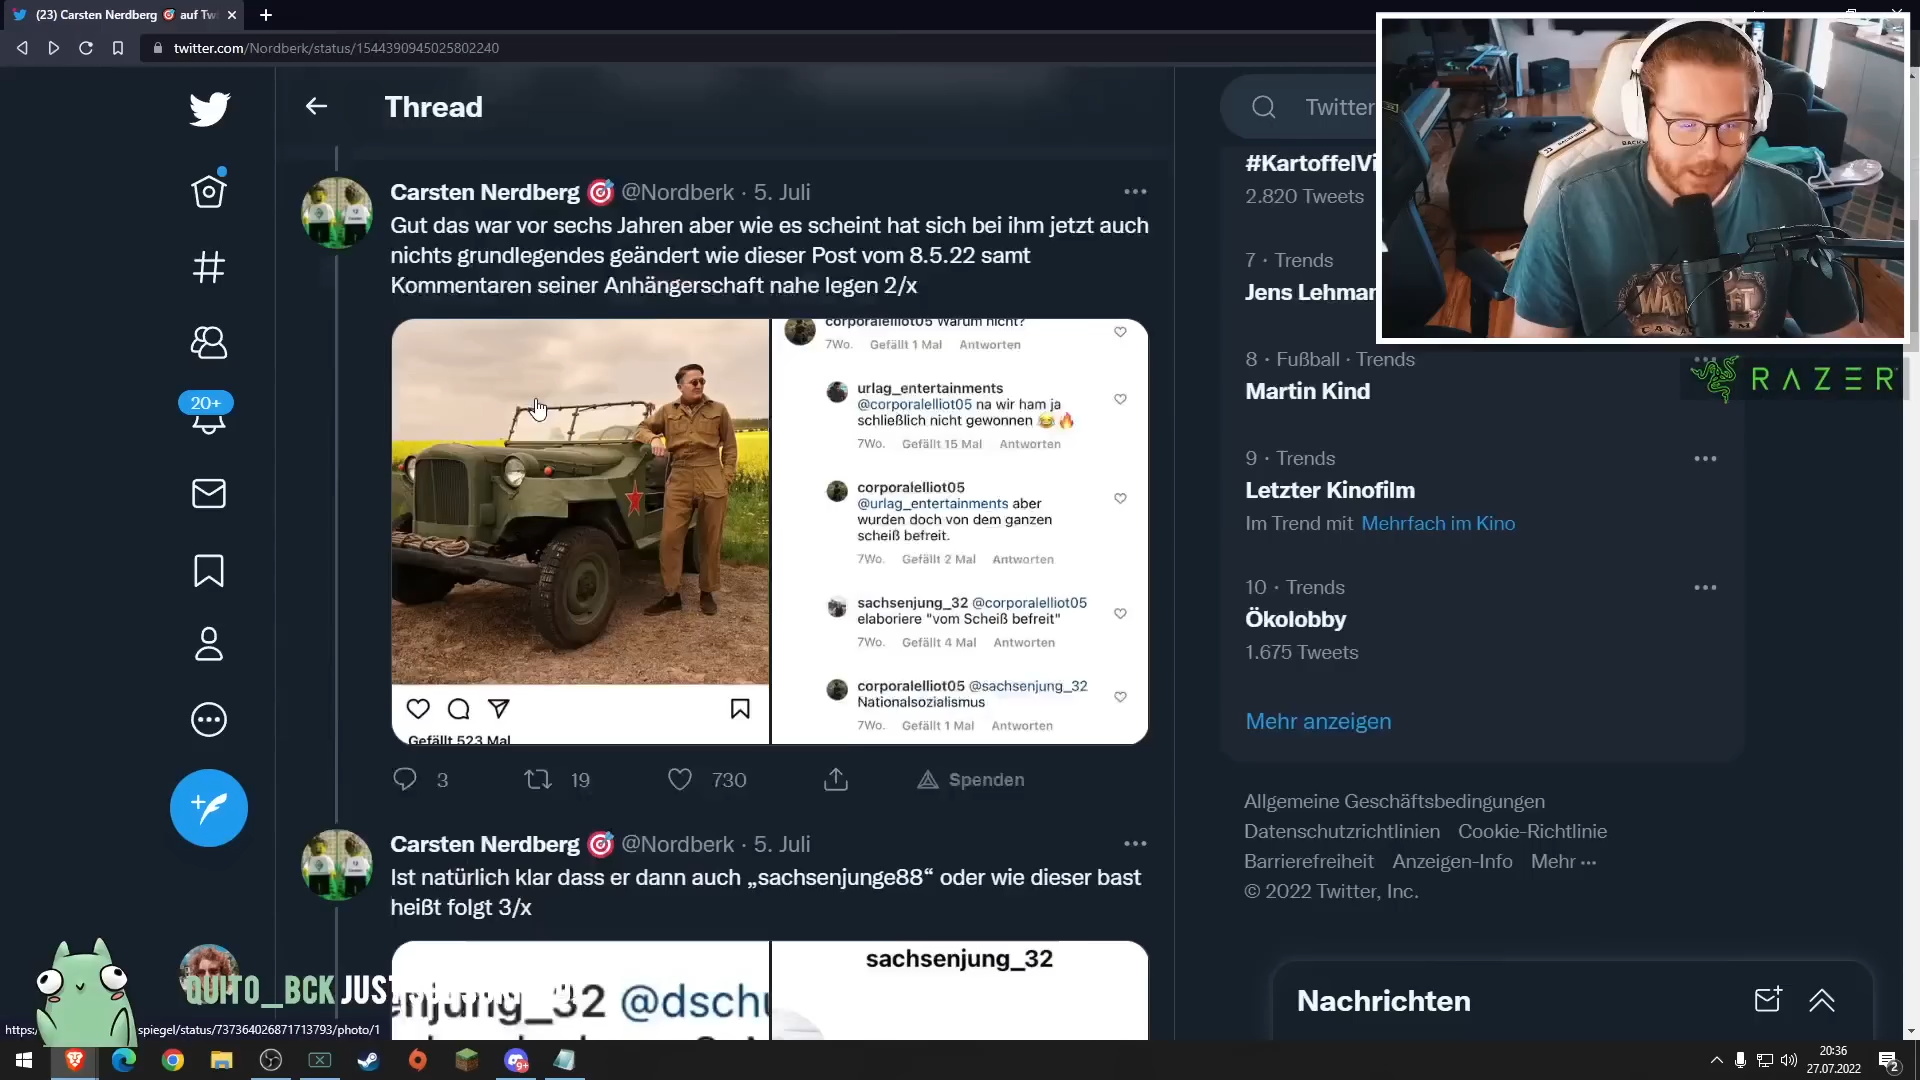 (23) Carsten Nerdberg 🎯 auf Tw
twitter.com/Nordberk/status/1544390945025802240
Thread
Twitter
Carsten Nerdberg 🎯 @Nordberk · 5. Juli
Gut das war vor sechs Jahren aber wie es scheint hat sich bei ihm jetzt auch
nichts grundlegendes geändert wie dieser Post vom 8.5.22 samt
Kommentaren seiner Anhängerschaft nahe legen 2/x
corporalelliot05 Warum nicht?
7Wo. Gefällt 1 Mal Antworten
urlag_entertainments
@corporalelliot05 na wir ham ja
schließlich nicht gewonnen 😂🔥
7Wo. Gefällt 15 Mal Antworten
corporalelliot05
@urlag_entertainments aber
wurden doch von dem ganzen
scheiß befreit.
7Wo. Gefällt 2 Mal Antworten
sachsenjung_32 @corporalelliot05
elaboriere "vom Scheiß befreit"
7Wo. Gefällt 4 Mal Antworten
corporalelliot05 @sachsenjung_32
Nationalsozialismus
7Wo. Gefällt 1 Mal Antworten
Gefällt 523 Mal
3 19 730 Spenden
Carsten Nerdberg 🎯 @Nordberk · 5. Juli
Ist natürlich klar dass er dann auch „sachsenjunge88“ oder wie dieser bast
heißt folgt 3/x
njung_32 @dschu
sachsenjung_32
20+
#KartoffelVi
2.820 Tweets
7 · Trends
Jens Lehman
8 · Fußball · Trends
Martin Kind
9 · Trends
Letzter Kinofilm
Im Trend mit Mehrfach im Kino
10 · Trends
Ökolobby
1.675 Tweets
Mehr anzeigen
Allgemeine Geschäftsbedingungen
Datenschutzrichtlinien Cookie-Richtlinie
Barrierefreiheit Anzeigen-Info Mehr ···
© 2022 Twitter, Inc.
Nachrichten
RAZER
WARCRAFT
QUITO_BCK JUST
https:/
spiegel/status/737364026871713793/photo/1
9+
20:36
27.07.2022
2